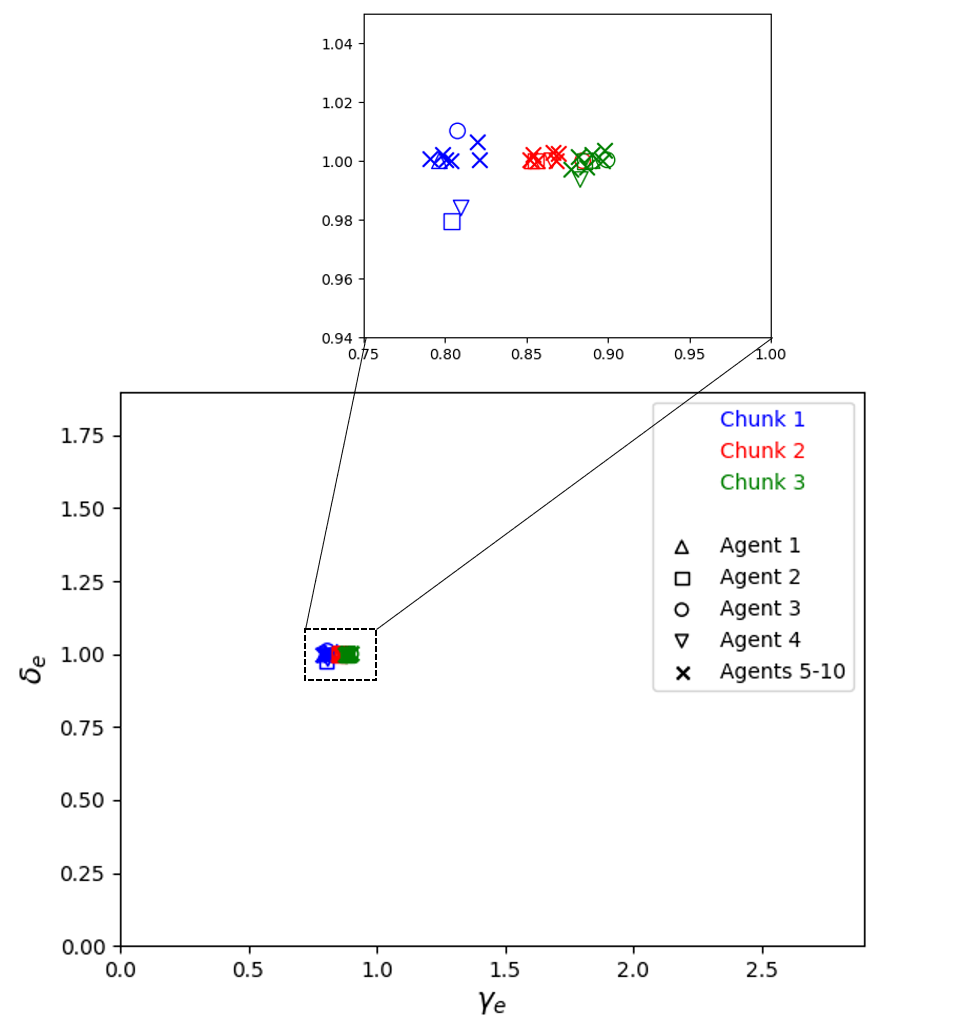 1.04
1.02
1.00
0.98
0.96
0.94
0.75 0.80 0.85 0.90 0.95 1.00
Chunk 1
Chunk 2
Chunk 3
Agent 1
Agent 2
Agent 3
Agent 4
Agents 5-10
1.75
1.50
1.25
1.00
0.75
0.50
0.25
0.00
δe
0.0 0.5 1.0 1.5 2.0 2.5
γe